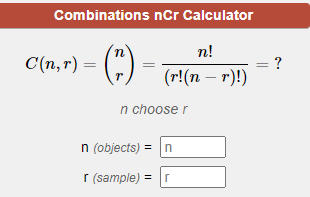 Combinations nCr Calculator
C(n, r) = (n r) = n! / (r!(n − r)!) = ?
n choose r
n (objects) = n
r (sample) = r